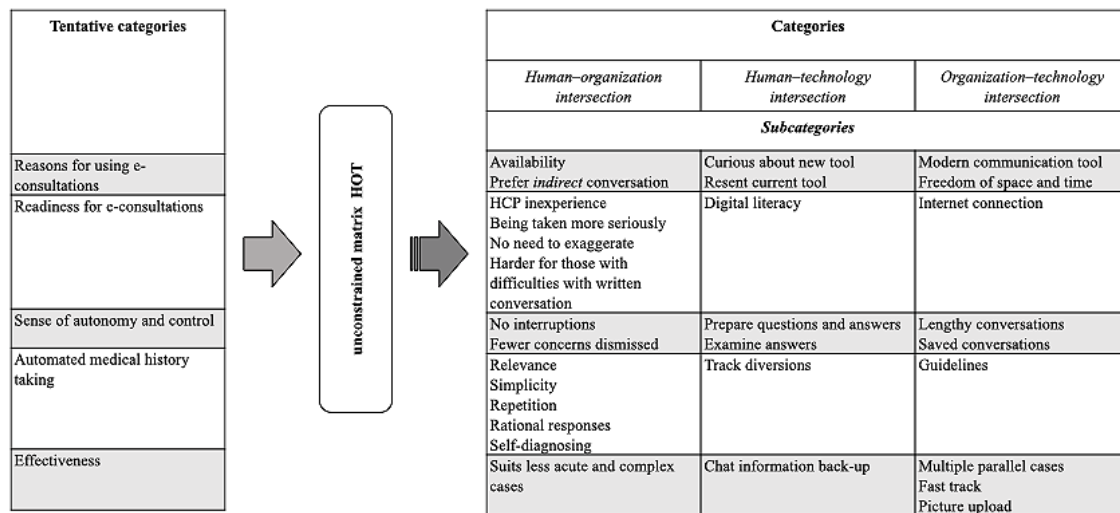 Tentative categories
Reasons for using e-
consultations
Readiness for e-consultations
Sense of autonomy and control
Automated medical history
taking
Effectiveness
unconstrained matrix HOT
Categories
Human–organization
intersection
Human–technology
intersection
Organization–technology
intersection
Subcategories
Availability
Prefer indirect conversation
Curious about new tool
Resent current tool
Modern communication tool
Freedom of space and time
HCP inexperience
Being taken more seriously
No need to exaggerate
Harder for those with
difficulties with written
conversation
Digital literacy
Internet connection
No interruptions
Fewer concerns dismissed
Prepare questions and answers
Examine answers
Lengthy conversations
Saved conversations
Relevance
Simplicity
Repetition
Rational responses
Self-diagnosing
Track diversions
Guidelines
Suits less acute and complex
cases
Chat information back-up
Multiple parallel cases
Fast track
Picture upload